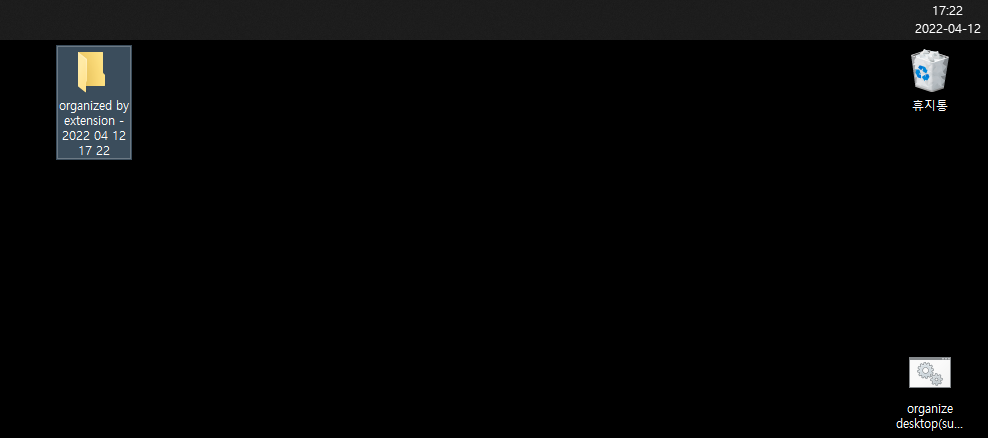 17:22
2022-04-12
organized by
extension -
2022 04 12
17 22
휴지통
organize
desktop(su...